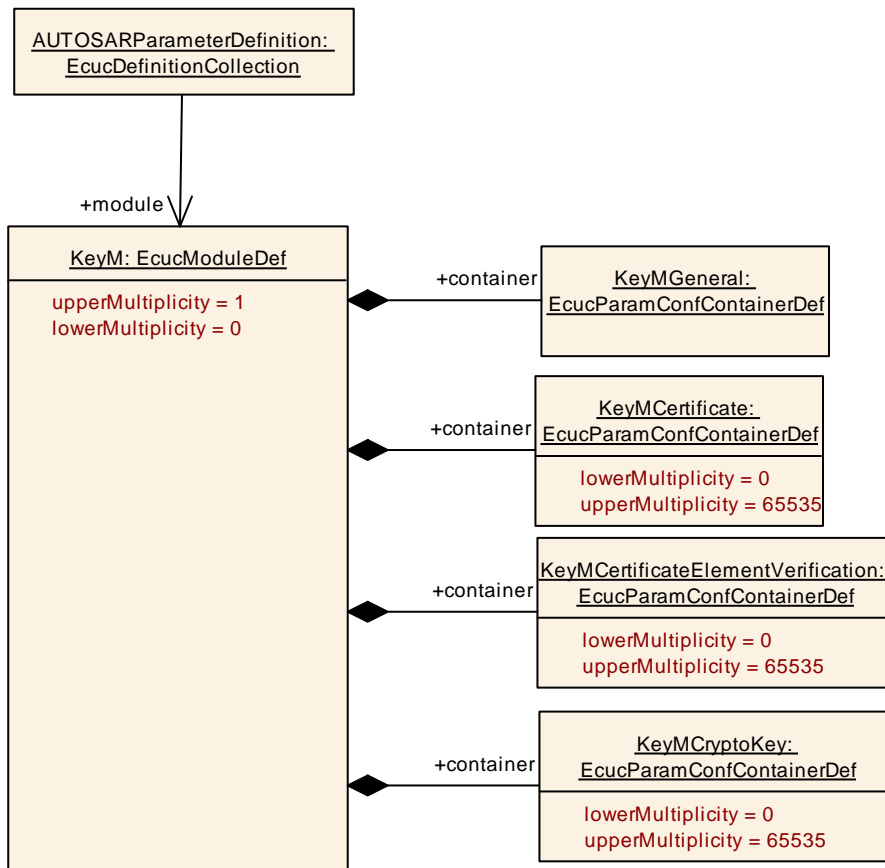 AUTOSARParameterDefinition:
EcucDefinitionCollection
+module
KeyM: EcucModuleDef
upperMultiplicity = 1
lowerMultiplicity = 0
+container
KeyMGeneral:
EcucParamConfContainerDef
+container
KeyMCertificate:
EcucParamConfContainerDef
lowerMultiplicity = 0
upperMultiplicity = 65535
+container
KeyMCertificateElementVerification:
EcucParamConfContainerDef
lowerMultiplicity = 0
upperMultiplicity = 65535
+container
KeyMCryptoKey:
EcucParamConfContainerDef
lowerMultiplicity = 0
upperMultiplicity = 65535